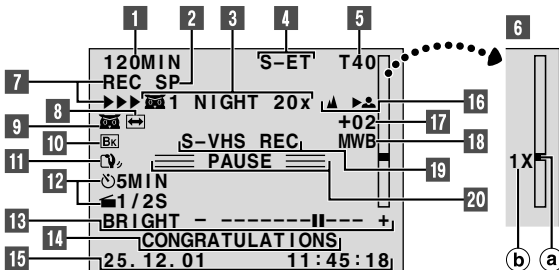 1 2 3 4 5 6
120MIN S-ET T40
REC SP
7
1 NIGHT 20x
8 16
9 +02 17
10 BK S-VHS REC MWB 18
11 PAUSE 19
12 5MIN 20
1/2S 1X
13 BRIGHT - --------▮▮--- +
14 CONGRATULATIONS
15 25.12.01 11:45:18 b a